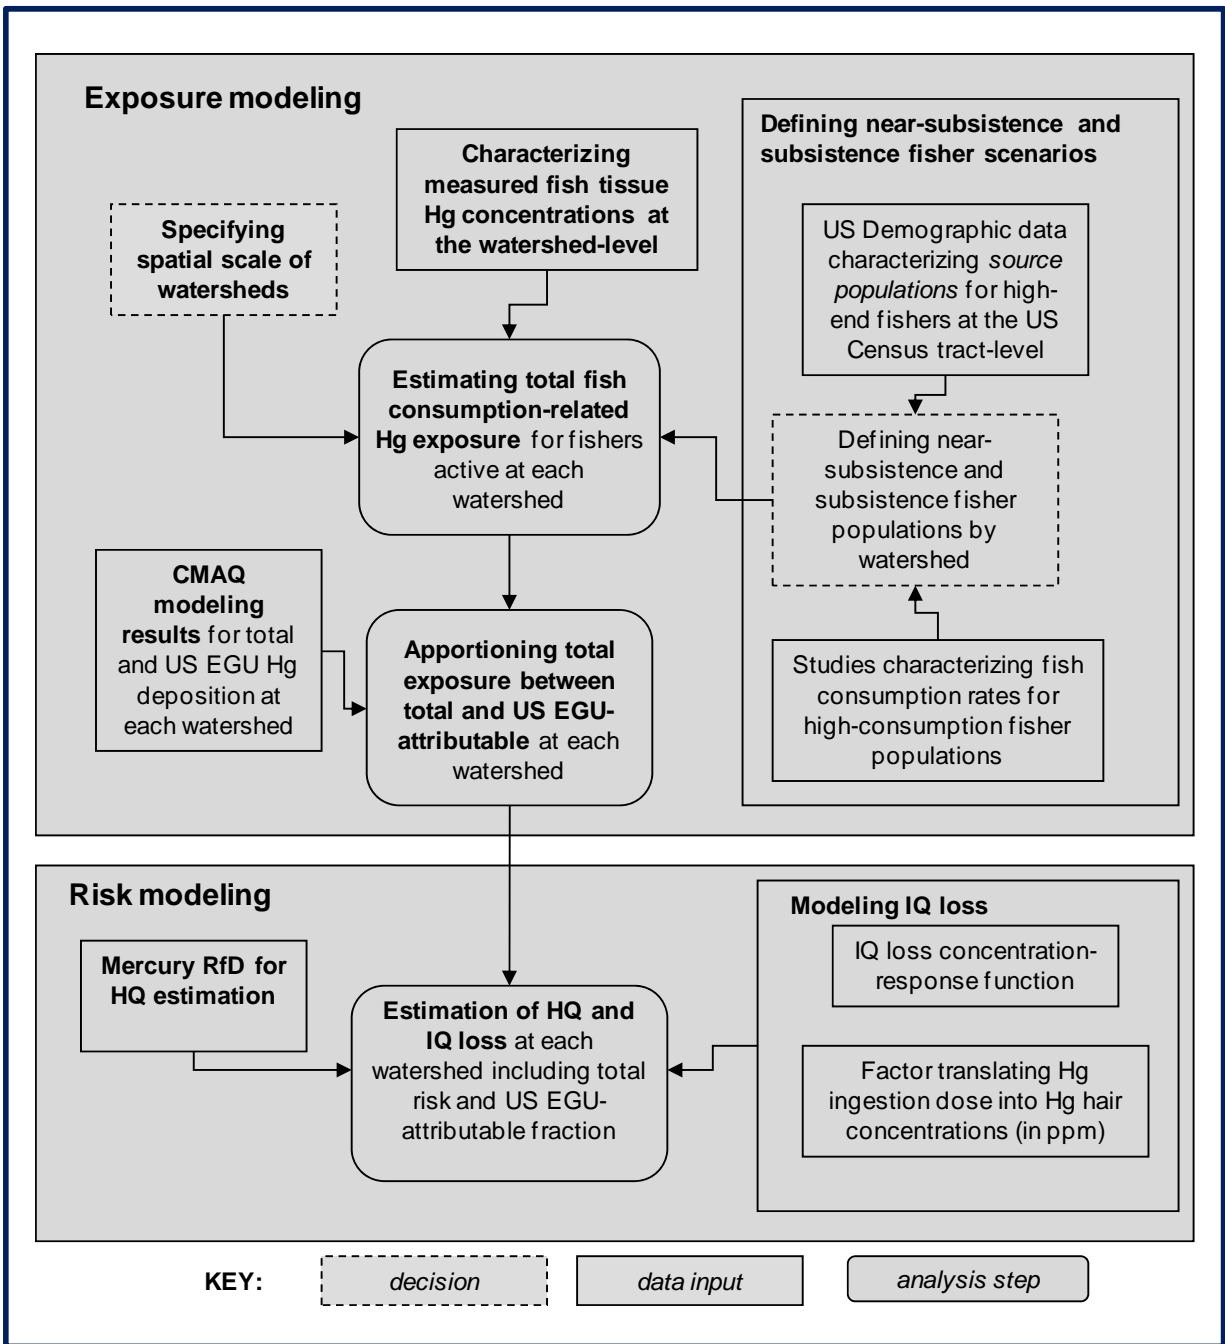 Exposure modeling
Characterizing
measured fish tissue
Hg concentrations at
the watershed-level
Specifying
spatial scale of
watersheds
Estimating total fish
consumption-related
Hg exposure for fishers
active at each
watershed
CMAQ
modeling
results for total
and US EGU Hg
deposition at
each watershed
Apportioning total
exposure between
total and US EGU-
attributable at each
watershed
Defining near-subsistence and
subsistence fisher scenarios
US Demographic data
characterizing source
populations for high-
end fishers at the US
Census tract-level
Defining near-
subsistence and
subsistence fisher
populations by
watershed
Studies characterizing fish
consumption rates for
high-consumption fisher
populations
Risk modeling
Mercury RfD for
HQ estimation
Estimation of HQ and
IQ loss at each
watershed including total
risk and US EGU-
attributable fraction
Modeling IQ loss
IQ loss concentration-
response function
Factor translating Hg
ingestion dose into Hg hair
concentrations (in ppm)
KEY:
decision
data input
analysis step